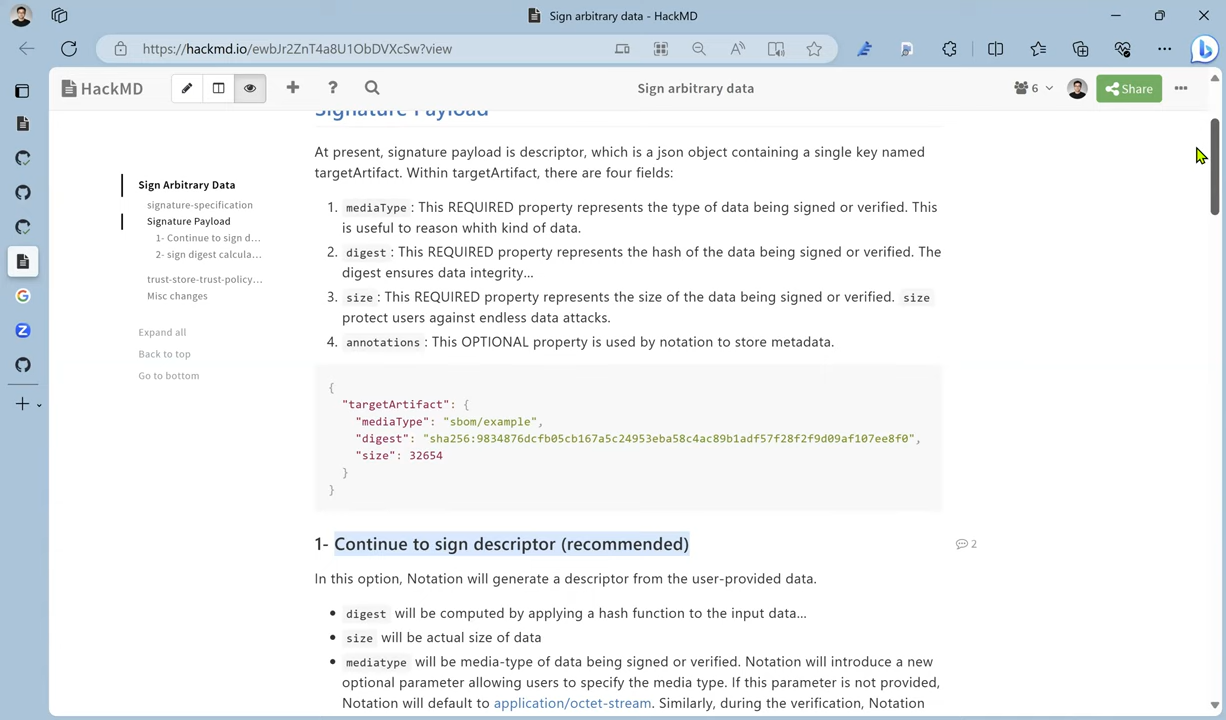 Sign arbitrary data - HackMD
https://hackmd.io/ewbJr2ZnT4a8U1ObDVXcSw?view
HackMD
Sign arbitrary data
6
Share
Signature Payload
At present, signature payload is descriptor, which is a json object containing a single key named
targetArtifact. Within targetArtifact, there are four fields:
Sign Arbitrary Data
signature-specification
Signature Payload
1- Continue to sign d...
2- sign digest calcula...
trust-store-trust-policy...
Misc changes
Expand all
Back to top
Go to bottom
1. mediaType : This REQUIRED property represents the type of data being signed or verified. This
is useful to reason whith kind of data.
2. digest : This REQUIRED property represents the hash of the data being signed or verified. The
digest ensures data integrity...
3. size : This REQUIRED property represents the size of the data being signed or verified. size
protect users against endless data attacks.
4. annotations : This OPTIONAL property is used by notation to store metadata.
{
"targetArtifact": {
"mediaType": "sbom/example",
"digest": "sha256:9834876dcfb05cb167a5c24953eba58c4ac89b1adf57f28f2f9d09af107ee8f0",
"size": 32654
}
}
1- Continue to sign descriptor (recommended)
2
In this option, Notation will generate a descriptor from the user-provided data.
• digest will be computed by applying a hash function to the input data...
• size will be actual size of data
• mediatype will be media-type of data being signed or verified. Notation will introduce a new
optional parameter allowing users to specify the media type. If this parameter is not provided,
Notation will default to application/octet-stream. Similarly, during the verification, Notation